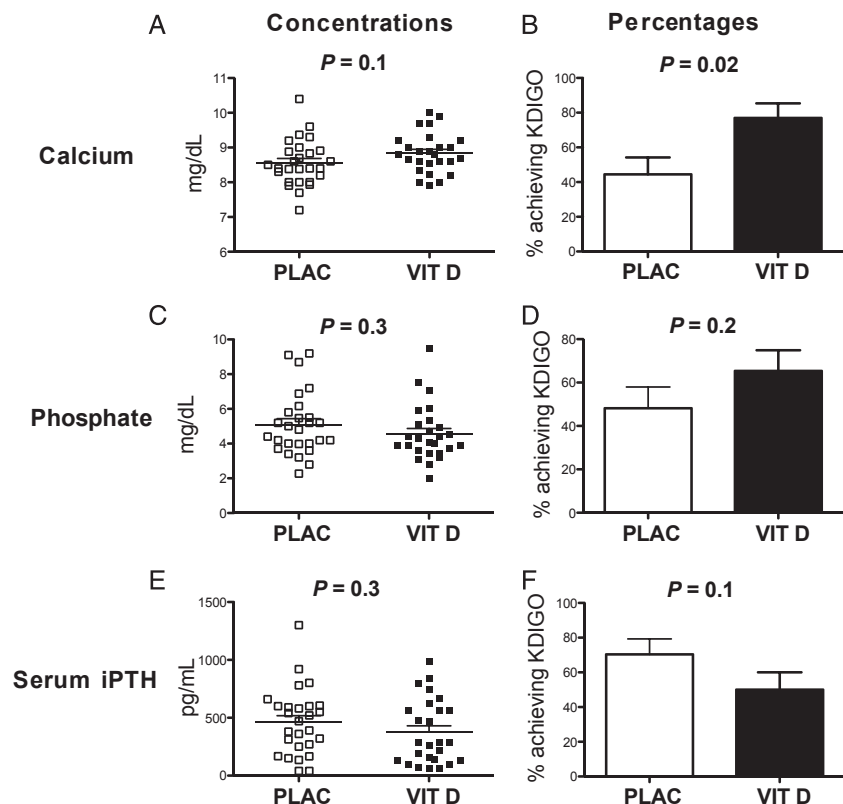 A Concentrations B Percentages
P = 0.1 P = 0.02
Calcium
mg/dL
11
10
9
8
7
6
PLAC VIT D
% achieving KDIGO
100
80
60
40
20
0
PLAC VIT D
C D
P = 0.3 P = 0.2
Phosphate
mg/dL
10
8
6
4
2
0
PLAC VIT D
% achieving KDIGO
80
60
40
20
0
PLAC VIT D
E F
P = 0.3 P = 0.1
Serum iPTH
pg/mL
1500
1000
500
0
PLAC VIT D
% achieving KDIGO
100
80
60
40
20
0
PLAC VIT D